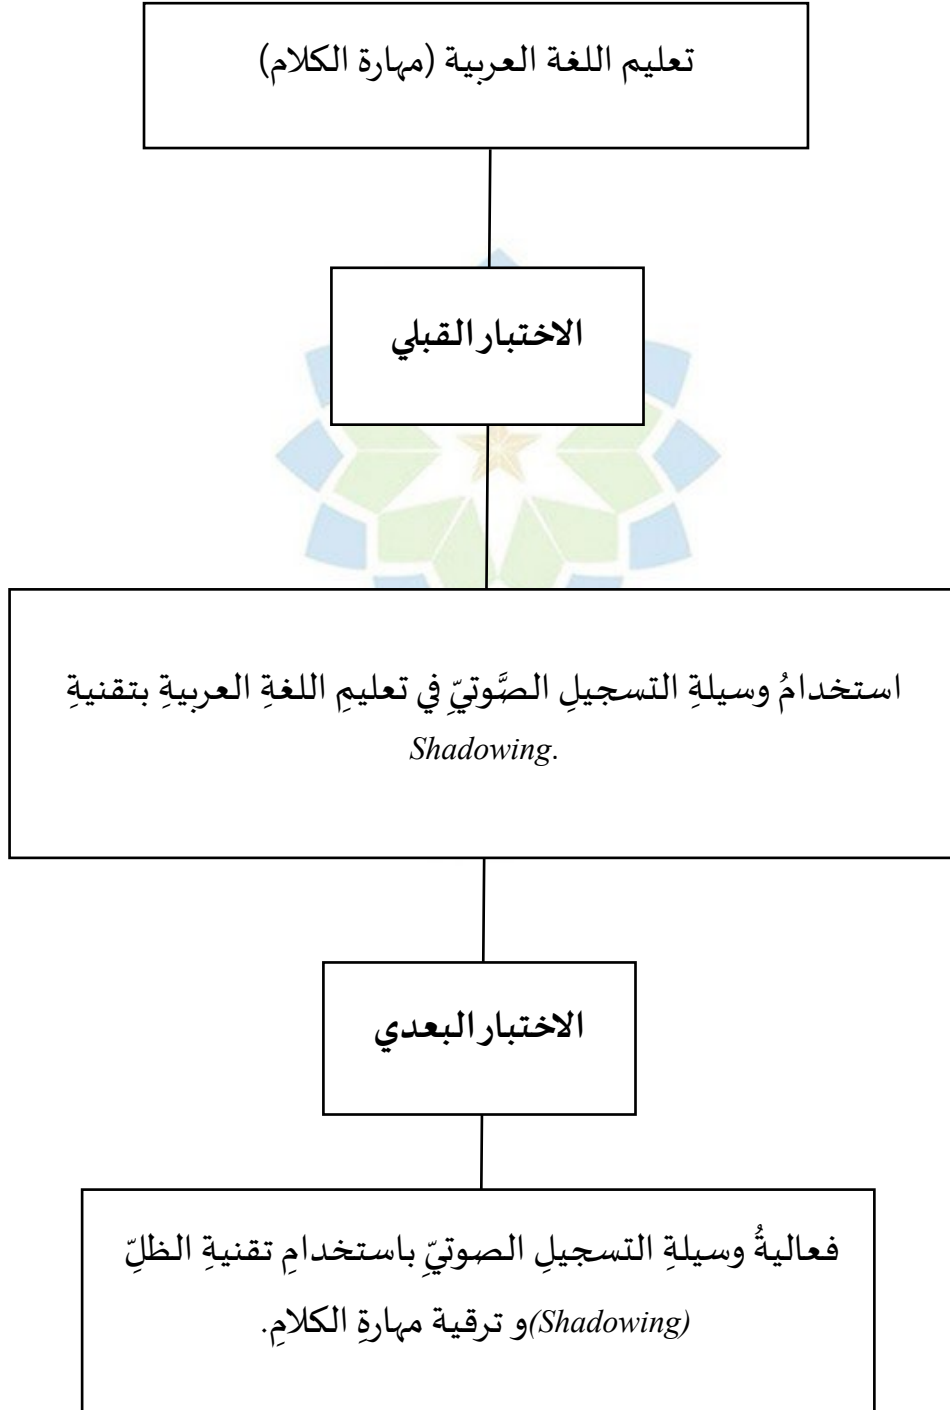 تعليم اللغة العربية (مهارة الكلام)
الاختبار القبلي
استخدامُ وسيلةِ التسجيلِ الصَّوتيِّ في تعليمِ اللغةِ العربيةِ بتقنيةِ
Shadowing.
الاختبار البعدي
فعاليةُ وسيلةِ التسجيلِ الصوتيِّ باستخدامِ تقنيةِ الظلِّ
(Shadowing)و ترقية مهارةِ الكلامِ.